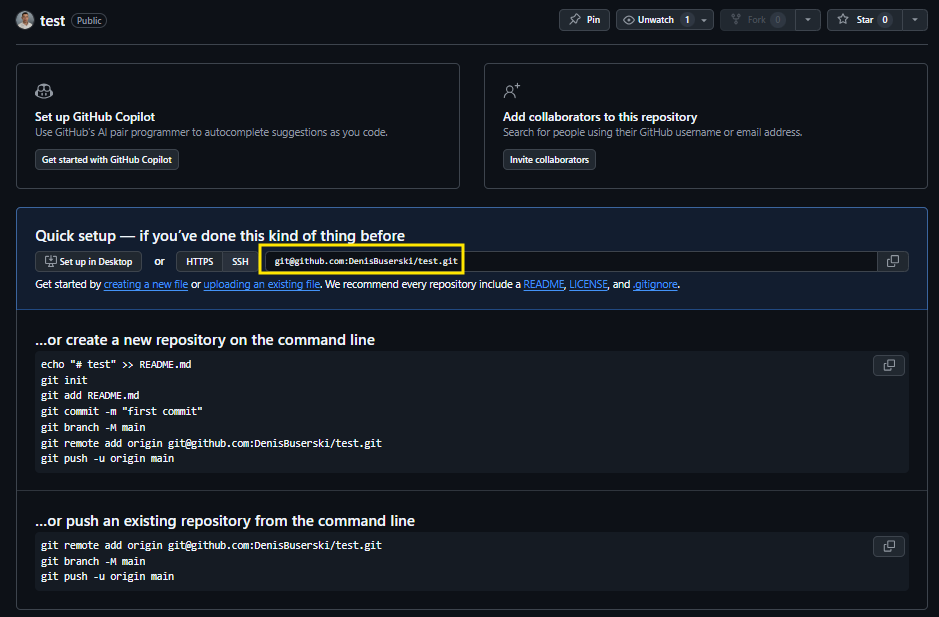 test Public Pin Unwatch 1 Fork 0 Star 0
Set up GitHub Copilot
Use GitHub's AI pair programmer to autocomplete suggestions as you code.
Get started with GitHub Copilot
Add collaborators to this repository
Search for people using their GitHub username or email address.
Invite collaborators
Quick setup — if you've done this kind of thing before
Set up in Desktop or HTTPS SSH git@github.com:DenisBuserski/test.git
Get started by creating a new file or uploading an existing file. We recommend every repository include a README, LICENSE, and .gitignore.
...or create a new repository on the command line
echo "# test" >> README.md
git init
git add README.md
git commit -m "first commit"
git branch -M main
git remote add origin git@github.com:DenisBuserski/test.git
git push -u origin main
...or push an existing repository from the command line
git remote add origin git@github.com:DenisBuserski/test.git
git branch -M main
git push -u origin main